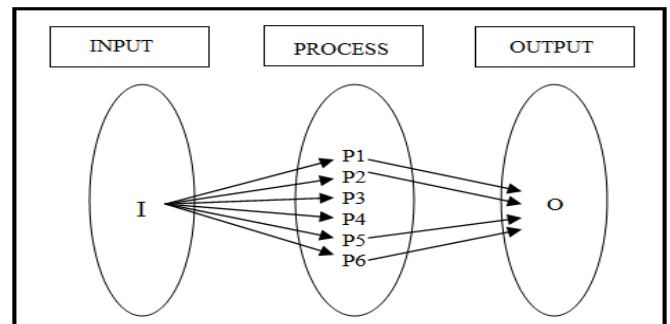 INPUT PROCESS OUTPUT
P1
P2
P3
I P4 O
P5
P6